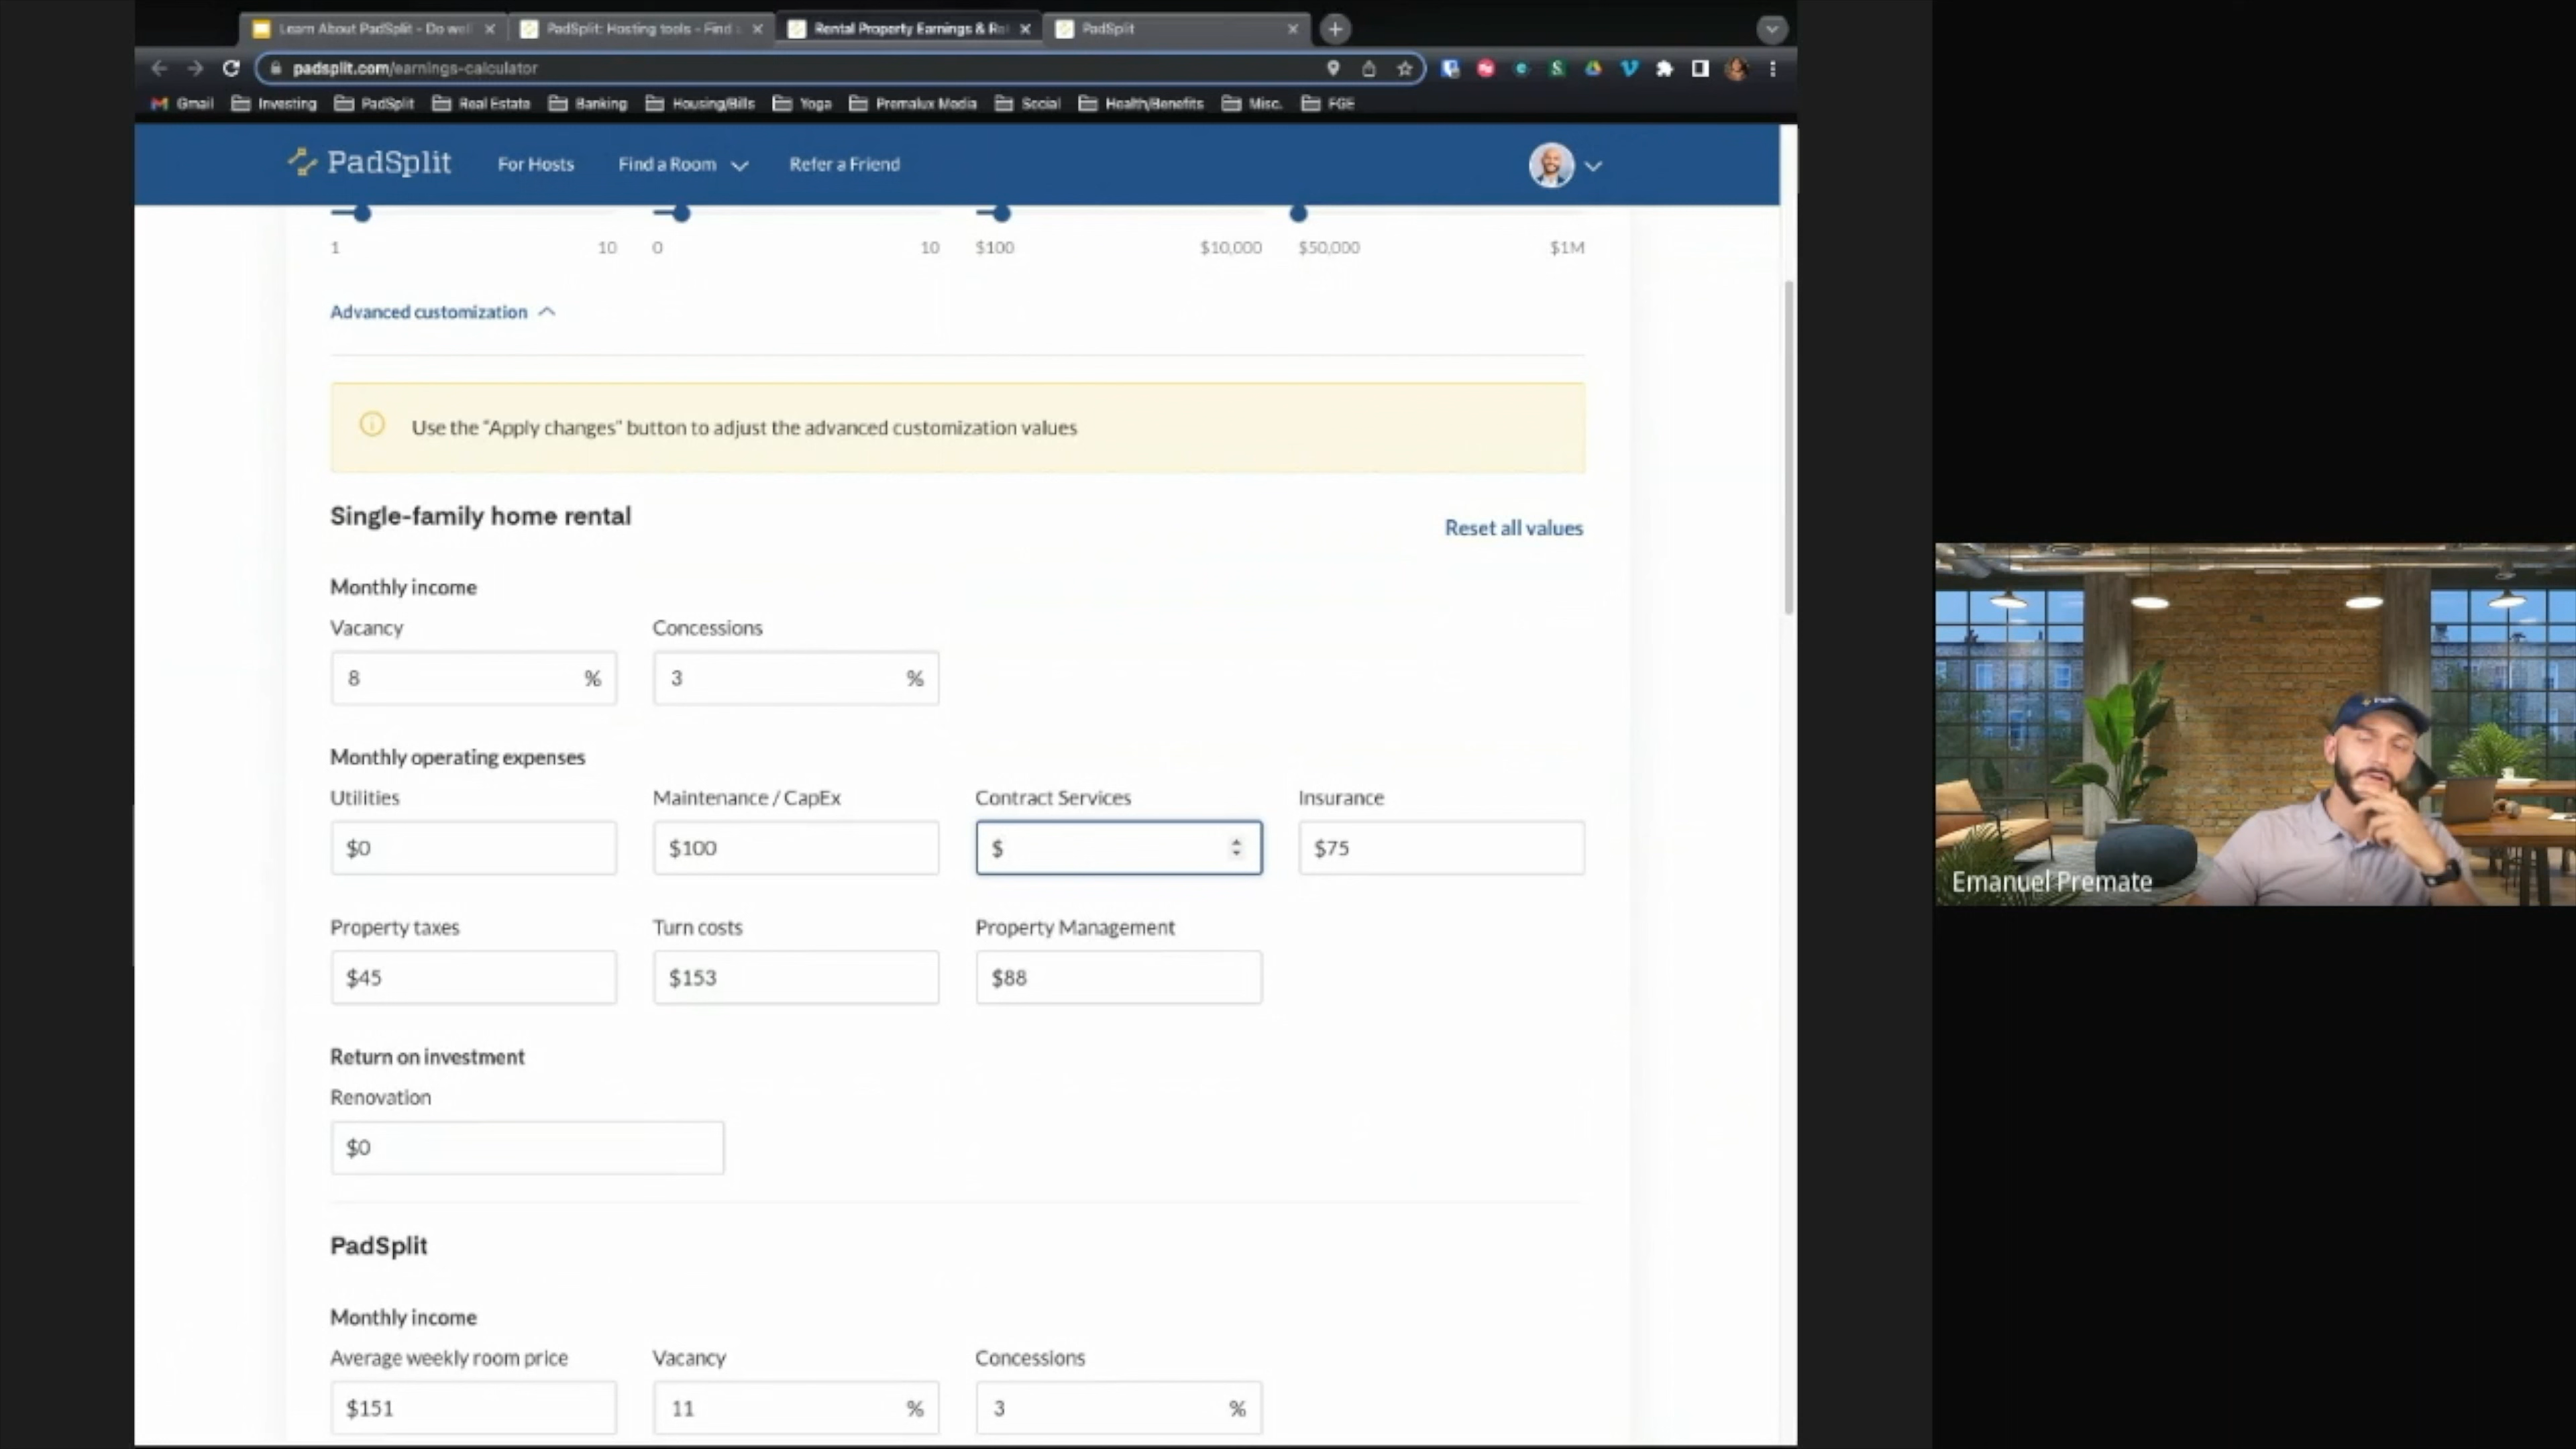 Learn About PadSplit - Do well
PadSplit: Hosting tools - Find
Rental Property Earnings & Re
PadSplit
padsplit.com/earnings-calculator
Gmail Investing PadSplit Real Estate Banking Housing/Bills Yoga Premalux Media Social Health/Benefits Misc. FGE
PadSplit For Hosts Find a Room Refer a Friend
1 10 0 10 $100 $10,000 $50,000 $1M
Advanced customization
Use the "Apply changes" button to adjust the advanced customization values
Single-family home rental
Reset all values
Monthly income
Vacancy Concessions
8 % 3 %
Monthly operating expenses
Utilities Maintenance / CapEx Contract Services Insurance
$0 $100 $ $75
Property taxes Turn costs Property Management
$45 $153 $88
Return on investment
Renovation
$0
PadSplit
Monthly income
Average weekly room price Vacancy Concessions
$151 11 % 3 %
Emanuel Premate